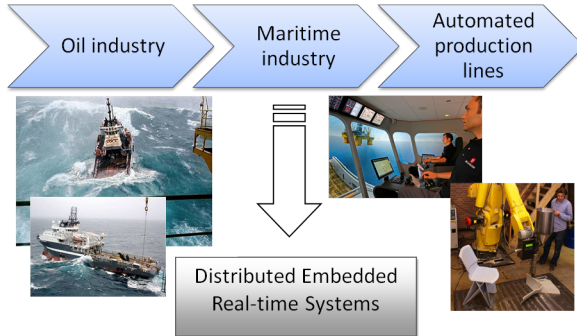 Oil industry
Maritime
industry
Automated
production
lines
Distributed Embedded
Real-time Systems